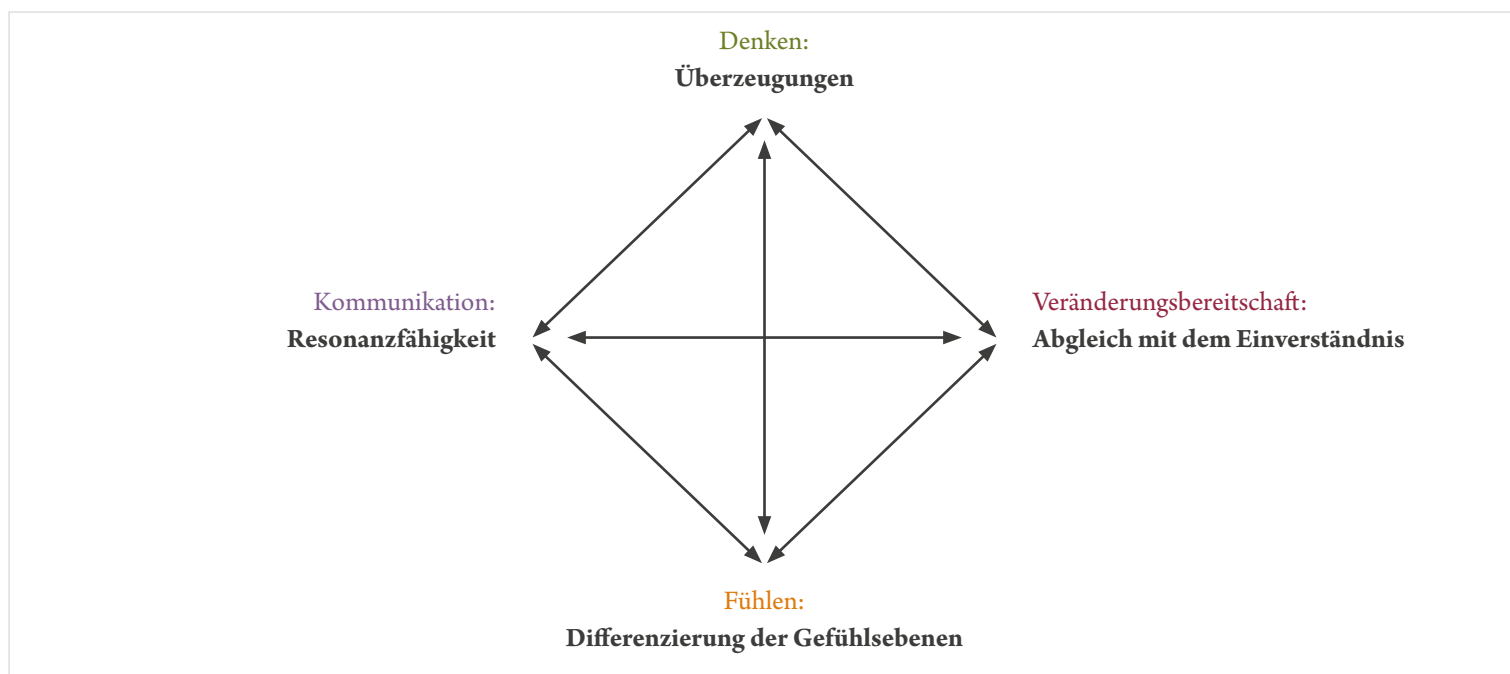 Denken:
Überzeugungen
Kommunikation:
Resonanzfähigkeit
Veränderungsbereitschaft:
Abgleich mit dem Einverständnis
Fühlen:
Differenzierung der Gefühlsebenen